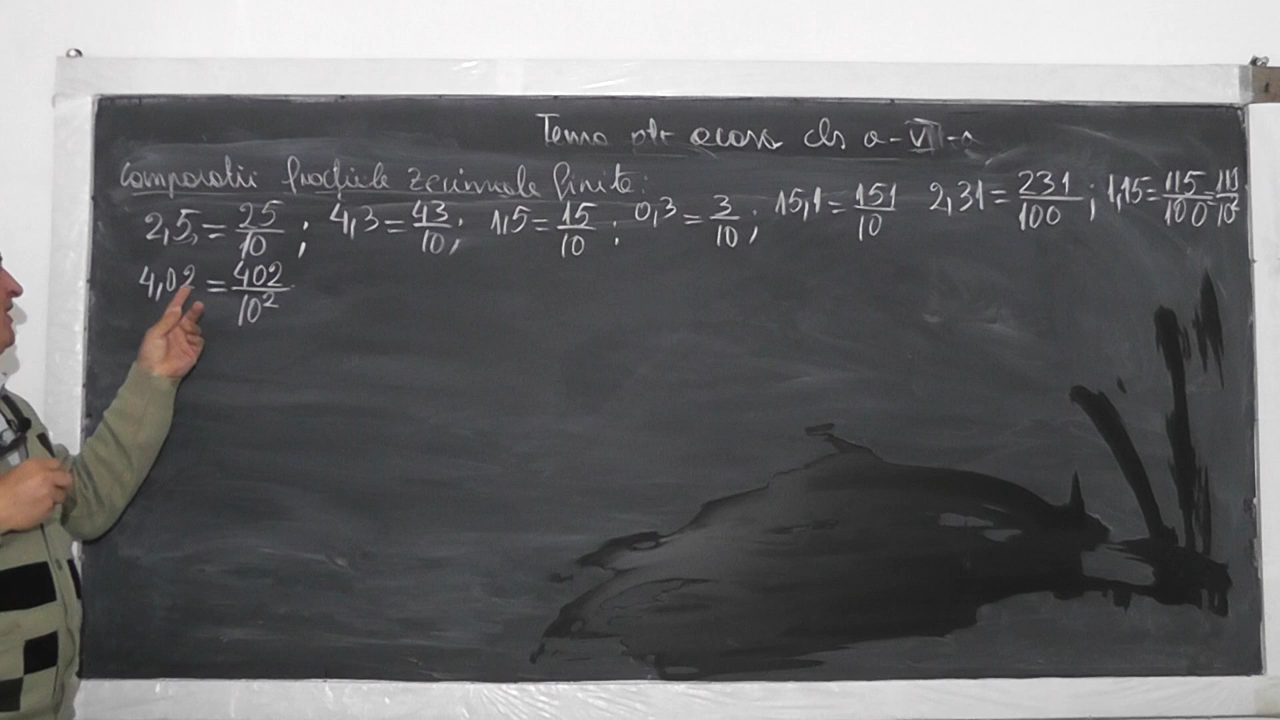 Tema ptr acasa cls a-VI-a
Comparatii fractiile zecimale finite:
2,5 = 25/10 ; 4,3 = 43/10 ; 1,5 = 15/10 ; 0,3 = 3/10 ; 15,1 = 151/10 2,31 = 231/100 ; 1,15 = 115/100 = 115/10²
4,02 = 402/10²